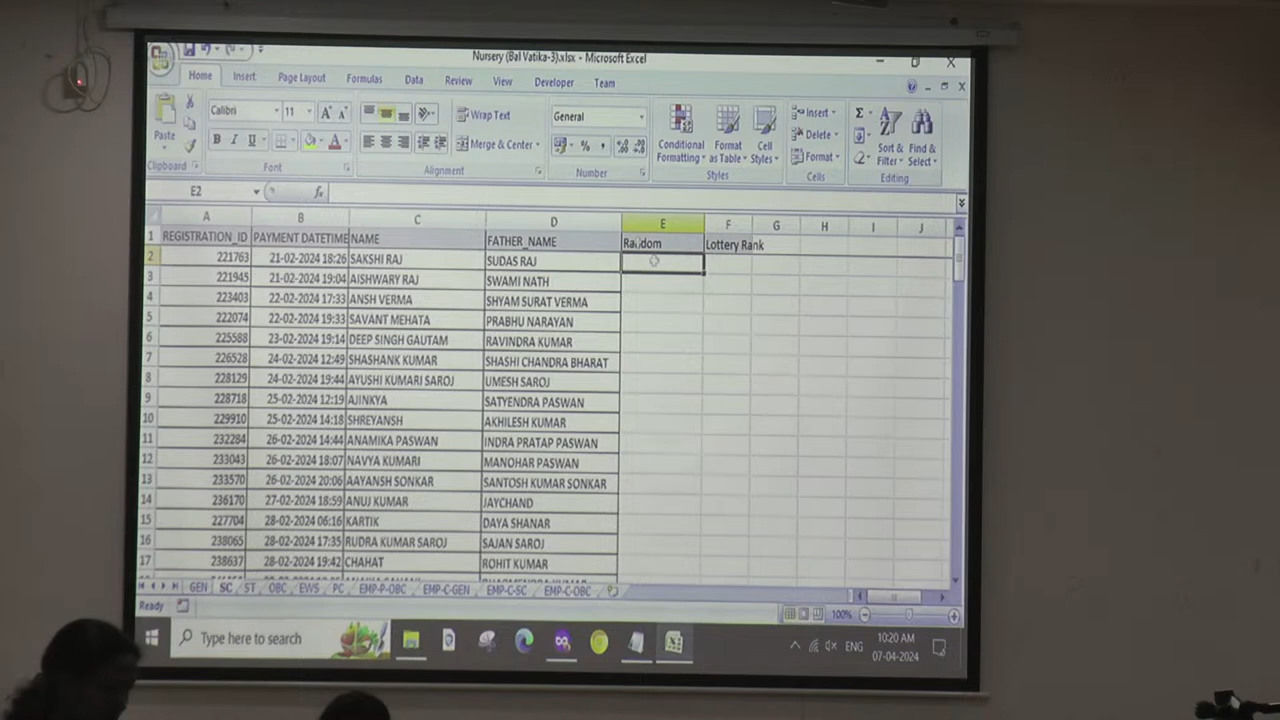 Nursery (Bal Vatika-3).xlsx - Microsoft Excel
Home Insert Page Layout Formulas Data Review View Developer Team
Calibri 11 Wrap Text General Insert
Paste B I U Merge & Center % , Conditional Formatting Format as Table Cell Styles Delete Format Sort & Filter Find & Select
Clipboard Font Alignment Number Styles Cells Editing
E2 fx
A B C D E F G H I J
1 REGISTRATION_ID PAYMENT DATETIME NAME FATHER_NAME Random Lottery Rank
2 221763 21-02-2024 18:26 SAKSHI RAJ SUDAS RAJ
3 221945 21-02-2024 19:04 AISHWARY RAJ SWAMI NATH
4 223403 22-02-2024 17:33 ANSH VERMA SHYAM SURAT VERMA
5 222074 22-02-2024 19:33 SAVANT MEHATA PRABHU NARAYAN
6 225588 23-02-2024 19:14 DEEP SINGH GAUTAM RAVINDRA KUMAR
7 226528 24-02-2024 12:49 SHASHANK KUMAR SHASHI CHANDRA BHARAT
8 228129 24-02-2024 19:44 AYUSHI KUMARI SAROJ UMESH SAROJ
9 228718 25-02-2024 12:19 AJINKYA SATYENDRA PASWAN
10 229910 25-02-2024 14:18 SHREYANSH AKHILESH KUMAR
11 232284 26-02-2024 14:44 ANAMIKA PASWAN INDRA PRATAP PASWAN
12 233043 26-02-2024 18:07 NAVYA KUMARI MANOHAR PASWAN
13 233570 26-02-2024 20:06 AAYANSH SONKAR SANTOSH KUMAR SONKAR
14 236170 27-02-2024 18:59 ANUJ KUMAR JAYCHAND
15 227704 28-02-2024 06:16 KARTIK DAYA SHANAR
16 238065 28-02-2024 17:35 RUDRA KUMAR SAROJ SAJAN SAROJ
17 238637 28-02-2024 19:42 CHAHAT ROHIT KUMAR
GEN SC ST OBC EWS PC EMP-P-OBC EMP-C-GEN EMP-C-SC EMP-C-OBC
Ready 100%
Type here to search ENG 10:20 AM
07-04-2024